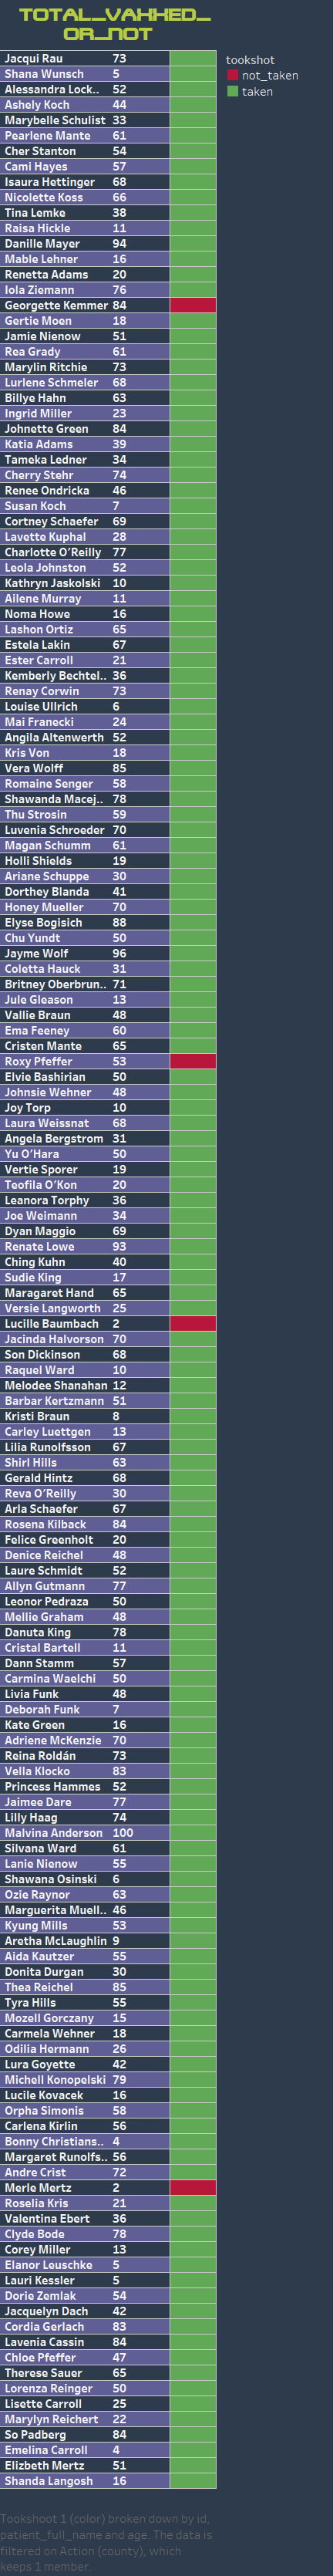 TOTAL_VAXXED_
OR_NOT
tookshot
not_taken
taken
Jacqui Rau 73
Shana Wunsch 5
Alessandra Lock.. 52
Ashely Koch 44
Marybelle Schulist 33
Pearlene Mante 61
Cher Stanton 54
Cami Hayes 57
Isaura Hettinger 68
Nicolette Koss 66
Tina Lemke 38
Raisa Hickle 11
Danille Mayer 94
Mable Lehner 16
Renetta Adams 20
Iola Ziemann 76
Georgette Kemmer 84
Gertie Moen 18
Jamie Nienow 51
Rea Grady 61
Marylin Ritchie 73
Lurlene Schmeler 68
Billye Hahn 63
Ingrid Miller 23
Johnette Green 84
Katia Adams 39
Tameka Ledner 34
Cherry Stehr 74
Renee Ondricka 46
Susan Koch 7
Cortney Schaefer 69
Lavette Kuphal 28
Charlotte O'Reilly 77
Leola Johnston 52
Kathryn Jaskolski 10
Ailene Murray 11
Noma Howe 16
Lashon Ortiz 65
Estela Lakin 67
Ester Carroll 21
Kemberly Bechtel.. 36
Renay Corwin 73
Louise Ullrich 6
Mai Franecki 24
Angila Altenwerth 52
Kris Von 18
Vera Wolff 85
Romaine Senger 58
Shawanda Macej.. 78
Thu Strosin 59
Luvenia Schroeder 70
Magan Schumm 61
Holli Shields 19
Ariane Schuppe 30
Dorthey Blanda 41
Honey Mueller 70
Elyse Bogisich 88
Chu Yundt 50
Jayme Wolf 96
Coletta Hauck 31
Britney Oberbrun.. 71
Jule Gleason 13
Vallie Braun 48
Ema Feeney 60
Cristen Mante 65
Roxy Pfeffer 53
Elvie Bashirian 50
Johnsie Wehner 48
Joy Torp 10
Laura Weissnat 68
Angela Bergstrom 31
Yu O'Hara 50
Vertie Sporer 19
Teofila O'Kon 20
Leanora Torphy 36
Joe Weimann 34
Dyan Maggio 69
Renate Lowe 93
Ching Kuhn 40
Sudie King 17
Maragaret Hand 65
Versie Langworth 25
Lucille Baumbach 2
Jacinda Halvorson 70
Son Dickinson 68
Raquel Ward 10
Melodee Shanahan 12
Barbar Kertzmann 51
Kristi Braun 8
Carley Luettgen 13
Lilia Runolfsson 67
Shirl Hills 63
Gerald Hintz 68
Reva O'Reilly 30
Arla Schaefer 67
Rosena Kilback 84
Felice Greenholt 20
Denice Reichel 48
Laure Schmidt 52
Allyn Gutmann 77
Leonor Pedraza 50
Mellie Graham 48
Danuta King 78
Cristal Bartell 11
Dann Stamm 57
Carmina Waelchi 50
Livia Funk 48
Deborah Funk 7
Kate Green 16
Adriene McKenzie 70
Reina Roldán 73
Vella Klocko 83
Princess Hammes 52
Jaimee Dare 77
Lilly Haag 74
Malvina Anderson 100
Silvana Ward 61
Lanie Nienow 55
Shawana Osinski 6
Ozie Raynor 63
Marguerita Muell.. 46
Kyung Mills 53
Aretha McLaughlin 9
Aida Kautzer 55
Donita Durgan 30
Thea Reichel 85
Tyra Hills 55
Mozell Gorczany 15
Carmela Wehner 18
Odilia Hermann 26
Lura Goyette 42
Michell Konopelski 79
Lucile Kovacek 16
Orpha Simonis 58
Carlena Kirlin 56
Bonny Christians.. 4
Margaret Runolfs.. 56
Andre Crist 72
Merle Mertz 2
Roselia Kris 21
Valentina Ebert 36
Clyde Bode 78
Corey Miller 13
Elanor Leuschke 5
Lauri Kessler 5
Dorie Zemlak 54
Jacquelyn Dach 42
Cordia Gerlach 83
Lavenia Cassin 84
Chloe Pfeffer 47
Therese Sauer 65
Lorenza Reinger 50
Lisette Carroll 25
Marylyn Reichert 22
So Padberg 84
Emelina Carroll 4
Elizbeth Mertz 51
Shanda Langosh 16
Tookshoot 1 (color) broken down by id,
patient_full_name and age. The data is
filtered on Action (county), which
keeps 1 member.